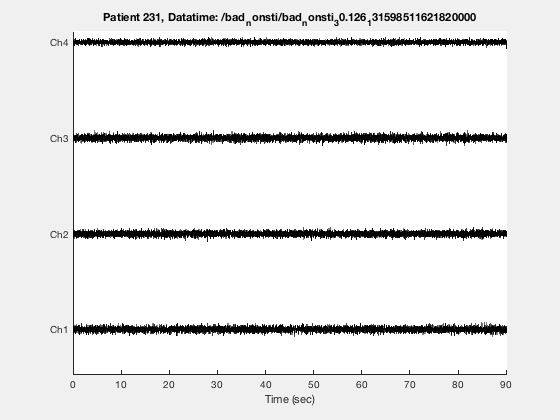 Patient 231, Datatime: /bad_nonsti/bad_nonsti_30.126_131598511621820000
Ch4
Ch3
Ch2
Ch1
0 10 20 30 40 50 60 70 80 90
Time (sec)